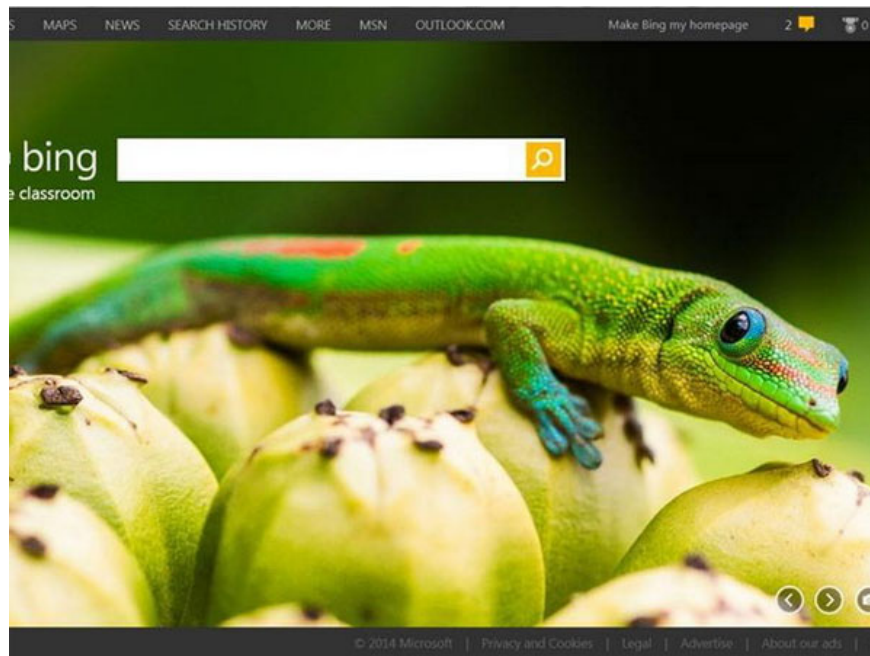 S MAPS NEWS SEARCH HISTORY MORE MSN OUTLOOK.COM Make Bing my homepage 2 0
bing
e classroom
© 2014 Microsoft | Privacy and Cookies | Legal | Advertise | About our ads |